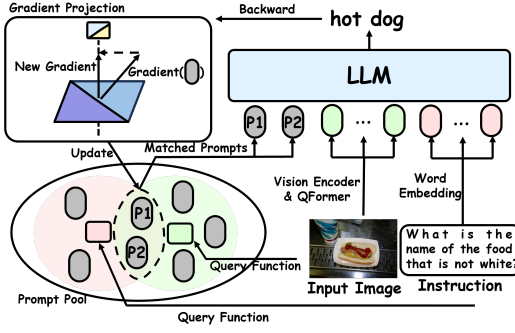 Gradient Projection
Backward
hot dog
New Gradient
Gradient( )
LLM
P1
P2
...
...
Update
Matched Prompts
Vision Encoder
& QFormer
Word
Embedding
P1
P2
What is the
name of the food
that is not white?
Query Function
Input Image
Instruction
Prompt Pool
Query Function